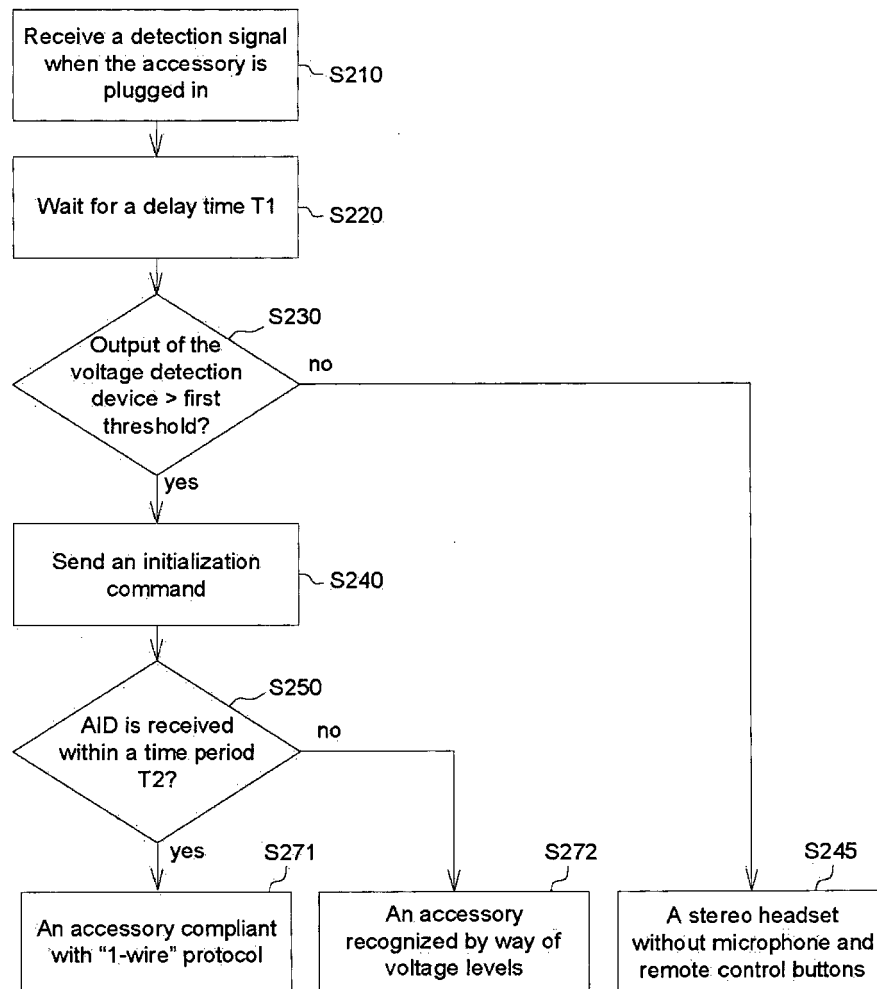 Receive a detection signal
when the accessory is
plugged in
S210
Wait for a delay time T1
S220
S230
Output of the
voltage detection
device > first
threshold?
no
yes
Send an initialization
command
S240
S250
AID is received
within a time period
T2?
no
yes
S271
An accessory compliant
with “1-wire” protocol
S272
An accessory
recognized by way of
voltage levels
S245
A stereo headset
without microphone and
remote control buttons